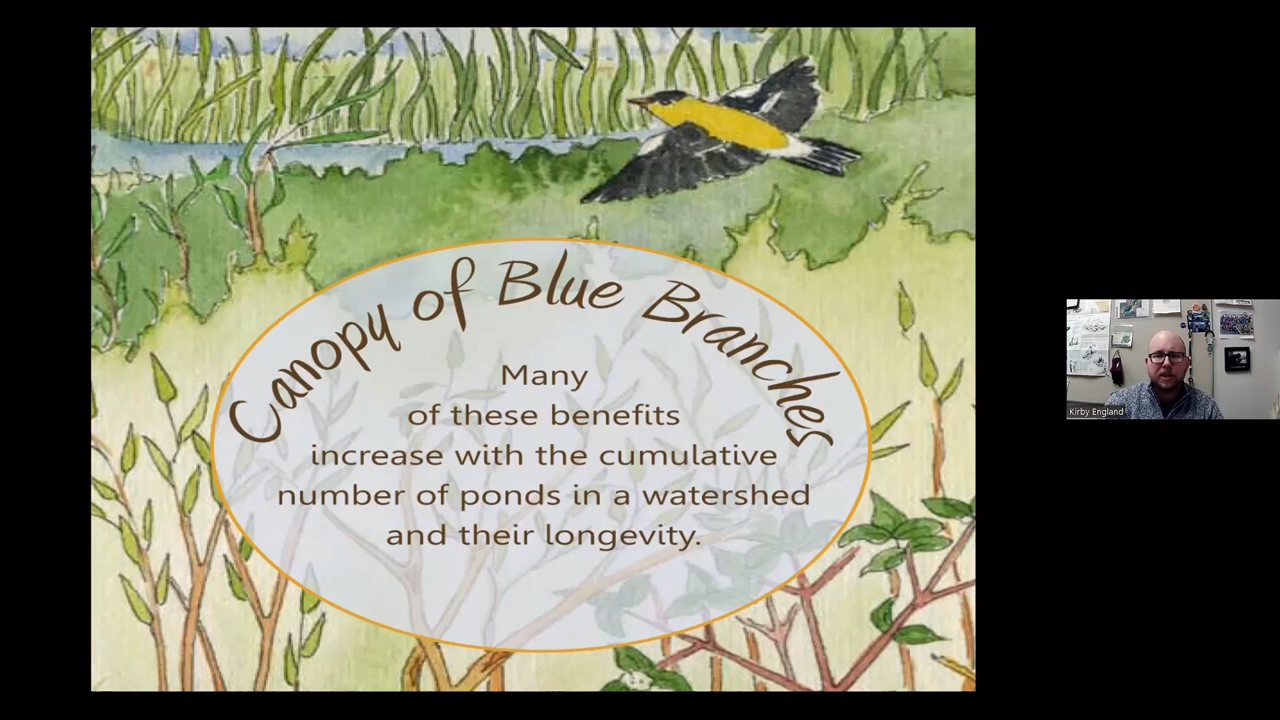 Canopy of Blue Branches
Many
of these benefits
increase with the cumulative
number of ponds in a watershed
and their longevity.
Kirby England